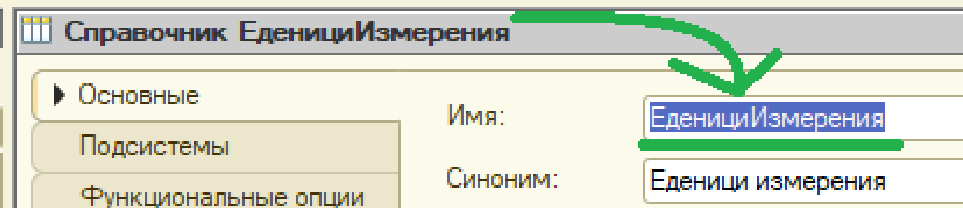 Справочник ЕденициИзмерения
Основные
Имя: ЕденициИзмерения
Подсистемы
Синоним: Еденици измерения
Функциональные опции